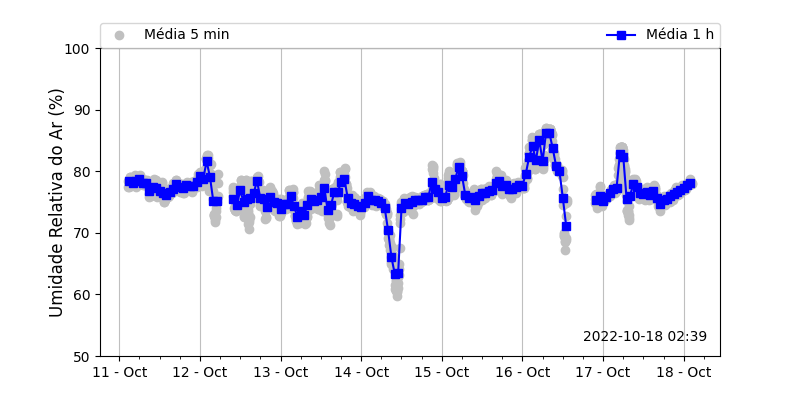 Média 5 min Média 1 h
Umidade Relativa do Ar (%)
100
90
80
70
60
50
2022-10-18 02:39
11 - Oct 12 - Oct 13 - Oct 14 - Oct 15 - Oct 16 - Oct 17 - Oct 18 - Oct